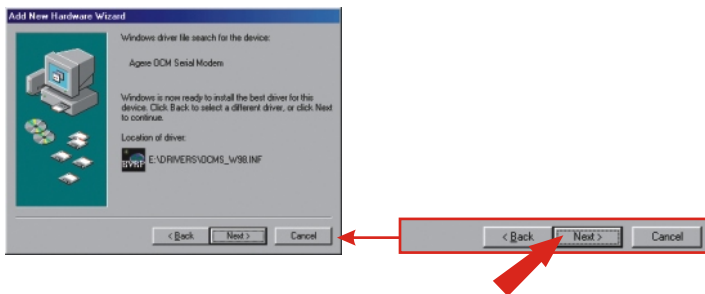 Add New Hardware Wizard
Windows driver file search for the device:
Agere OCM Serial Modem
Windows is now ready to install the best driver for this
device. Click Back to select a different driver, or click Next
to continue.
Location of driver:
E:\DRIVERS\OCMS_W98.INF
< Back Next > Cancel
< Back Next > Cancel